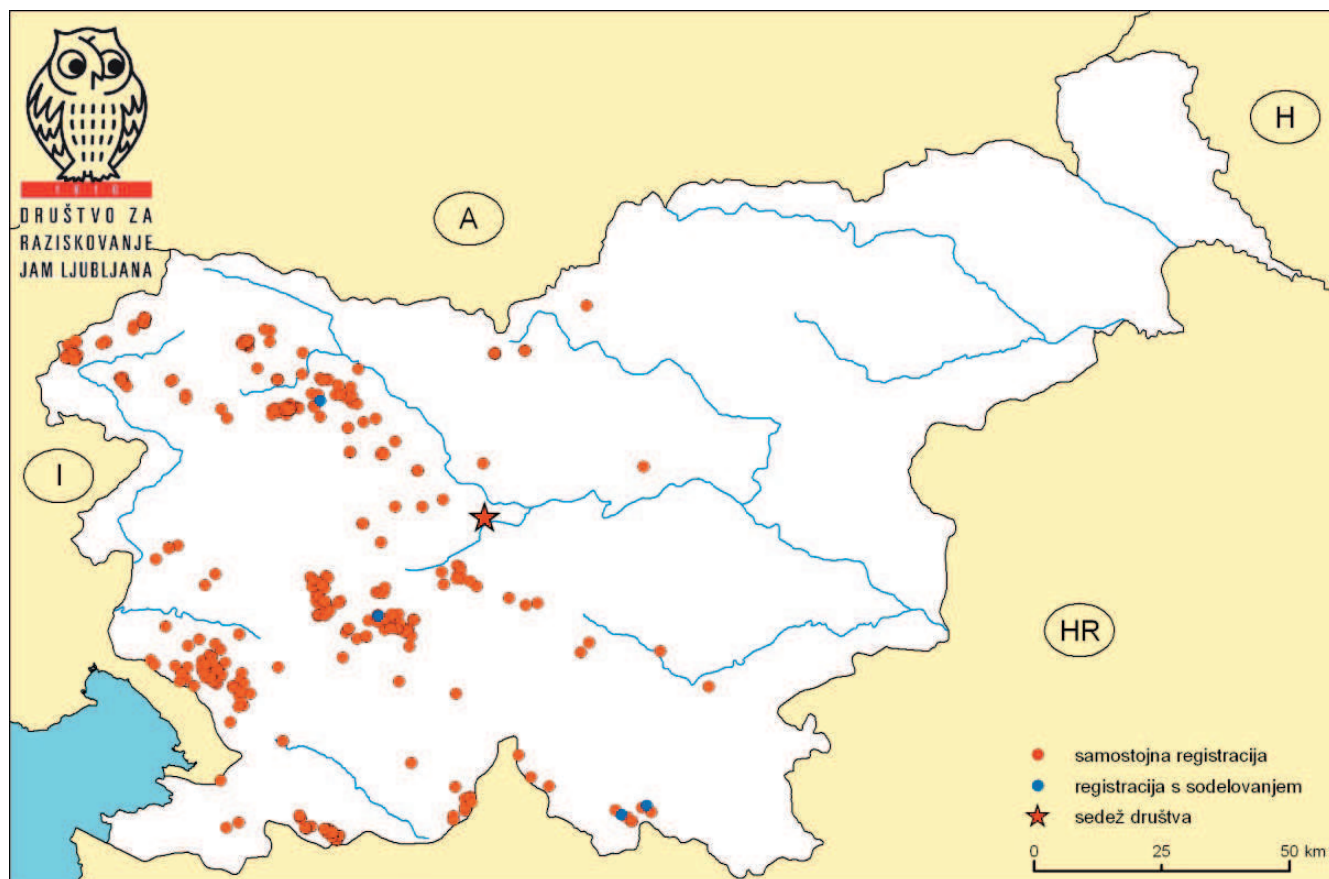 DRUŠTVO ZA
RAZISKOVANJE
JAM LJUBLJANA
A
H
I
HR
samostojna registracija
registracija s sodelovanjem
sedež društva
0 25 50 km